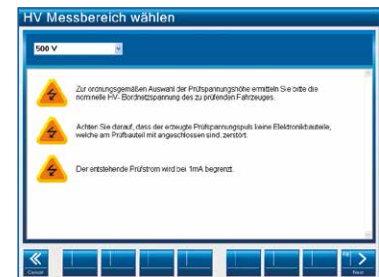 HV Messbereich wählen
500 V
Zur ordnungsgemäßen Auswahl der Prüfspannungshöhe ermitteln Sie bitte die
nominelle HV- Bordnetzspannung des zu prüfenden Fahrzeuges.
Achten Sie darauf, dass der erzeugte Prüfspannungspuls keine Elektronikbauteile,
welche am Prüfbauteil mit angeschlossen sind, zerstört.
Der entstehende Prüfstrom wird bei 1mA begrenzt.
Cancel
Next